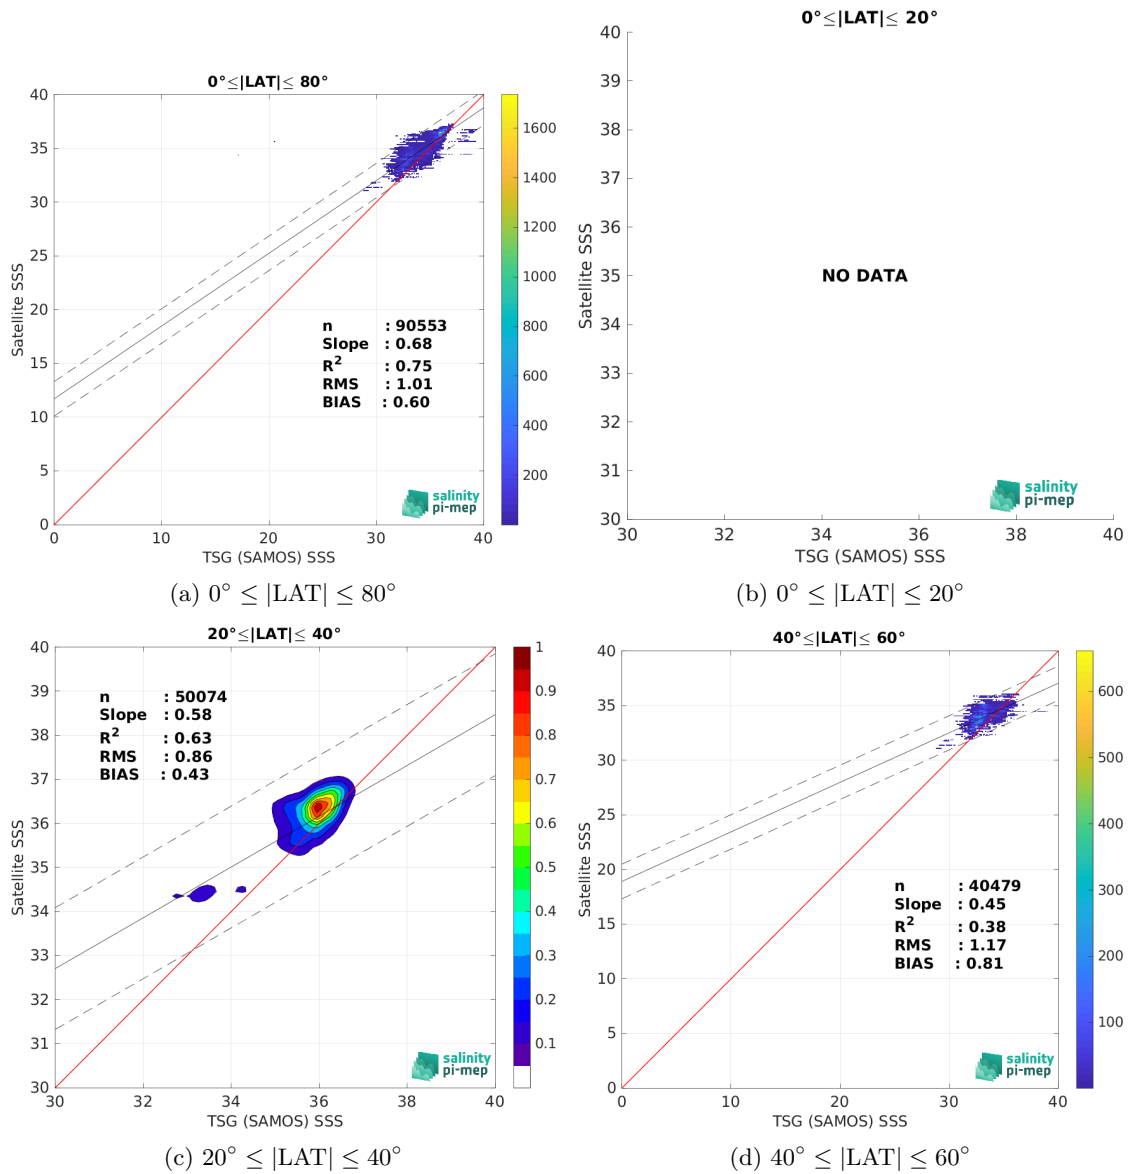 0°≤|LAT|≤ 80°
40
35
30
25
20
15
10
5
0
Satellite SSS
0
10
20
30
40
TSG (SAMOS) SSS
n : 90553
Slope : 0.68
R² : 0.75
RMS : 1.01
BIAS : 0.60
1600
1400
1200
1000
800
600
400
200
salinity
pi-mep
(a) 0° ≤ |LAT| ≤ 80°
0°≤|LAT|≤ 20°
40
39
38
37
36
35
34
33
32
31
30
Satellite SSS
NO DATA
30
32
34
36
38
40
TSG (SAMOS) SSS
salinity
pi-mep
(b) 0° ≤ |LAT| ≤ 20°
20°≤|LAT|≤ 40°
40
39
38
37
36
35
34
33
32
31
30
Satellite SSS
n : 50074
Slope : 0.58
R² : 0.63
RMS : 0.86
BIAS : 0.43
30
32
34
36
38
40
TSG (SAMOS) SSS
1
0.9
0.8
0.7
0.6
0.5
0.4
0.3
0.2
0.1
salinity
pi-mep
(c) 20° ≤ |LAT| ≤ 40°
40°≤|LAT|≤ 60°
40
35
30
25
20
15
10
5
0
Satellite SSS
n : 40479
Slope : 0.45
R² : 0.38
RMS : 1.17
BIAS : 0.81
0
10
20
30
40
TSG (SAMOS) SSS
600
500
400
300
200
100
salinity
pi-mep
(d) 40° ≤ |LAT| ≤ 60°